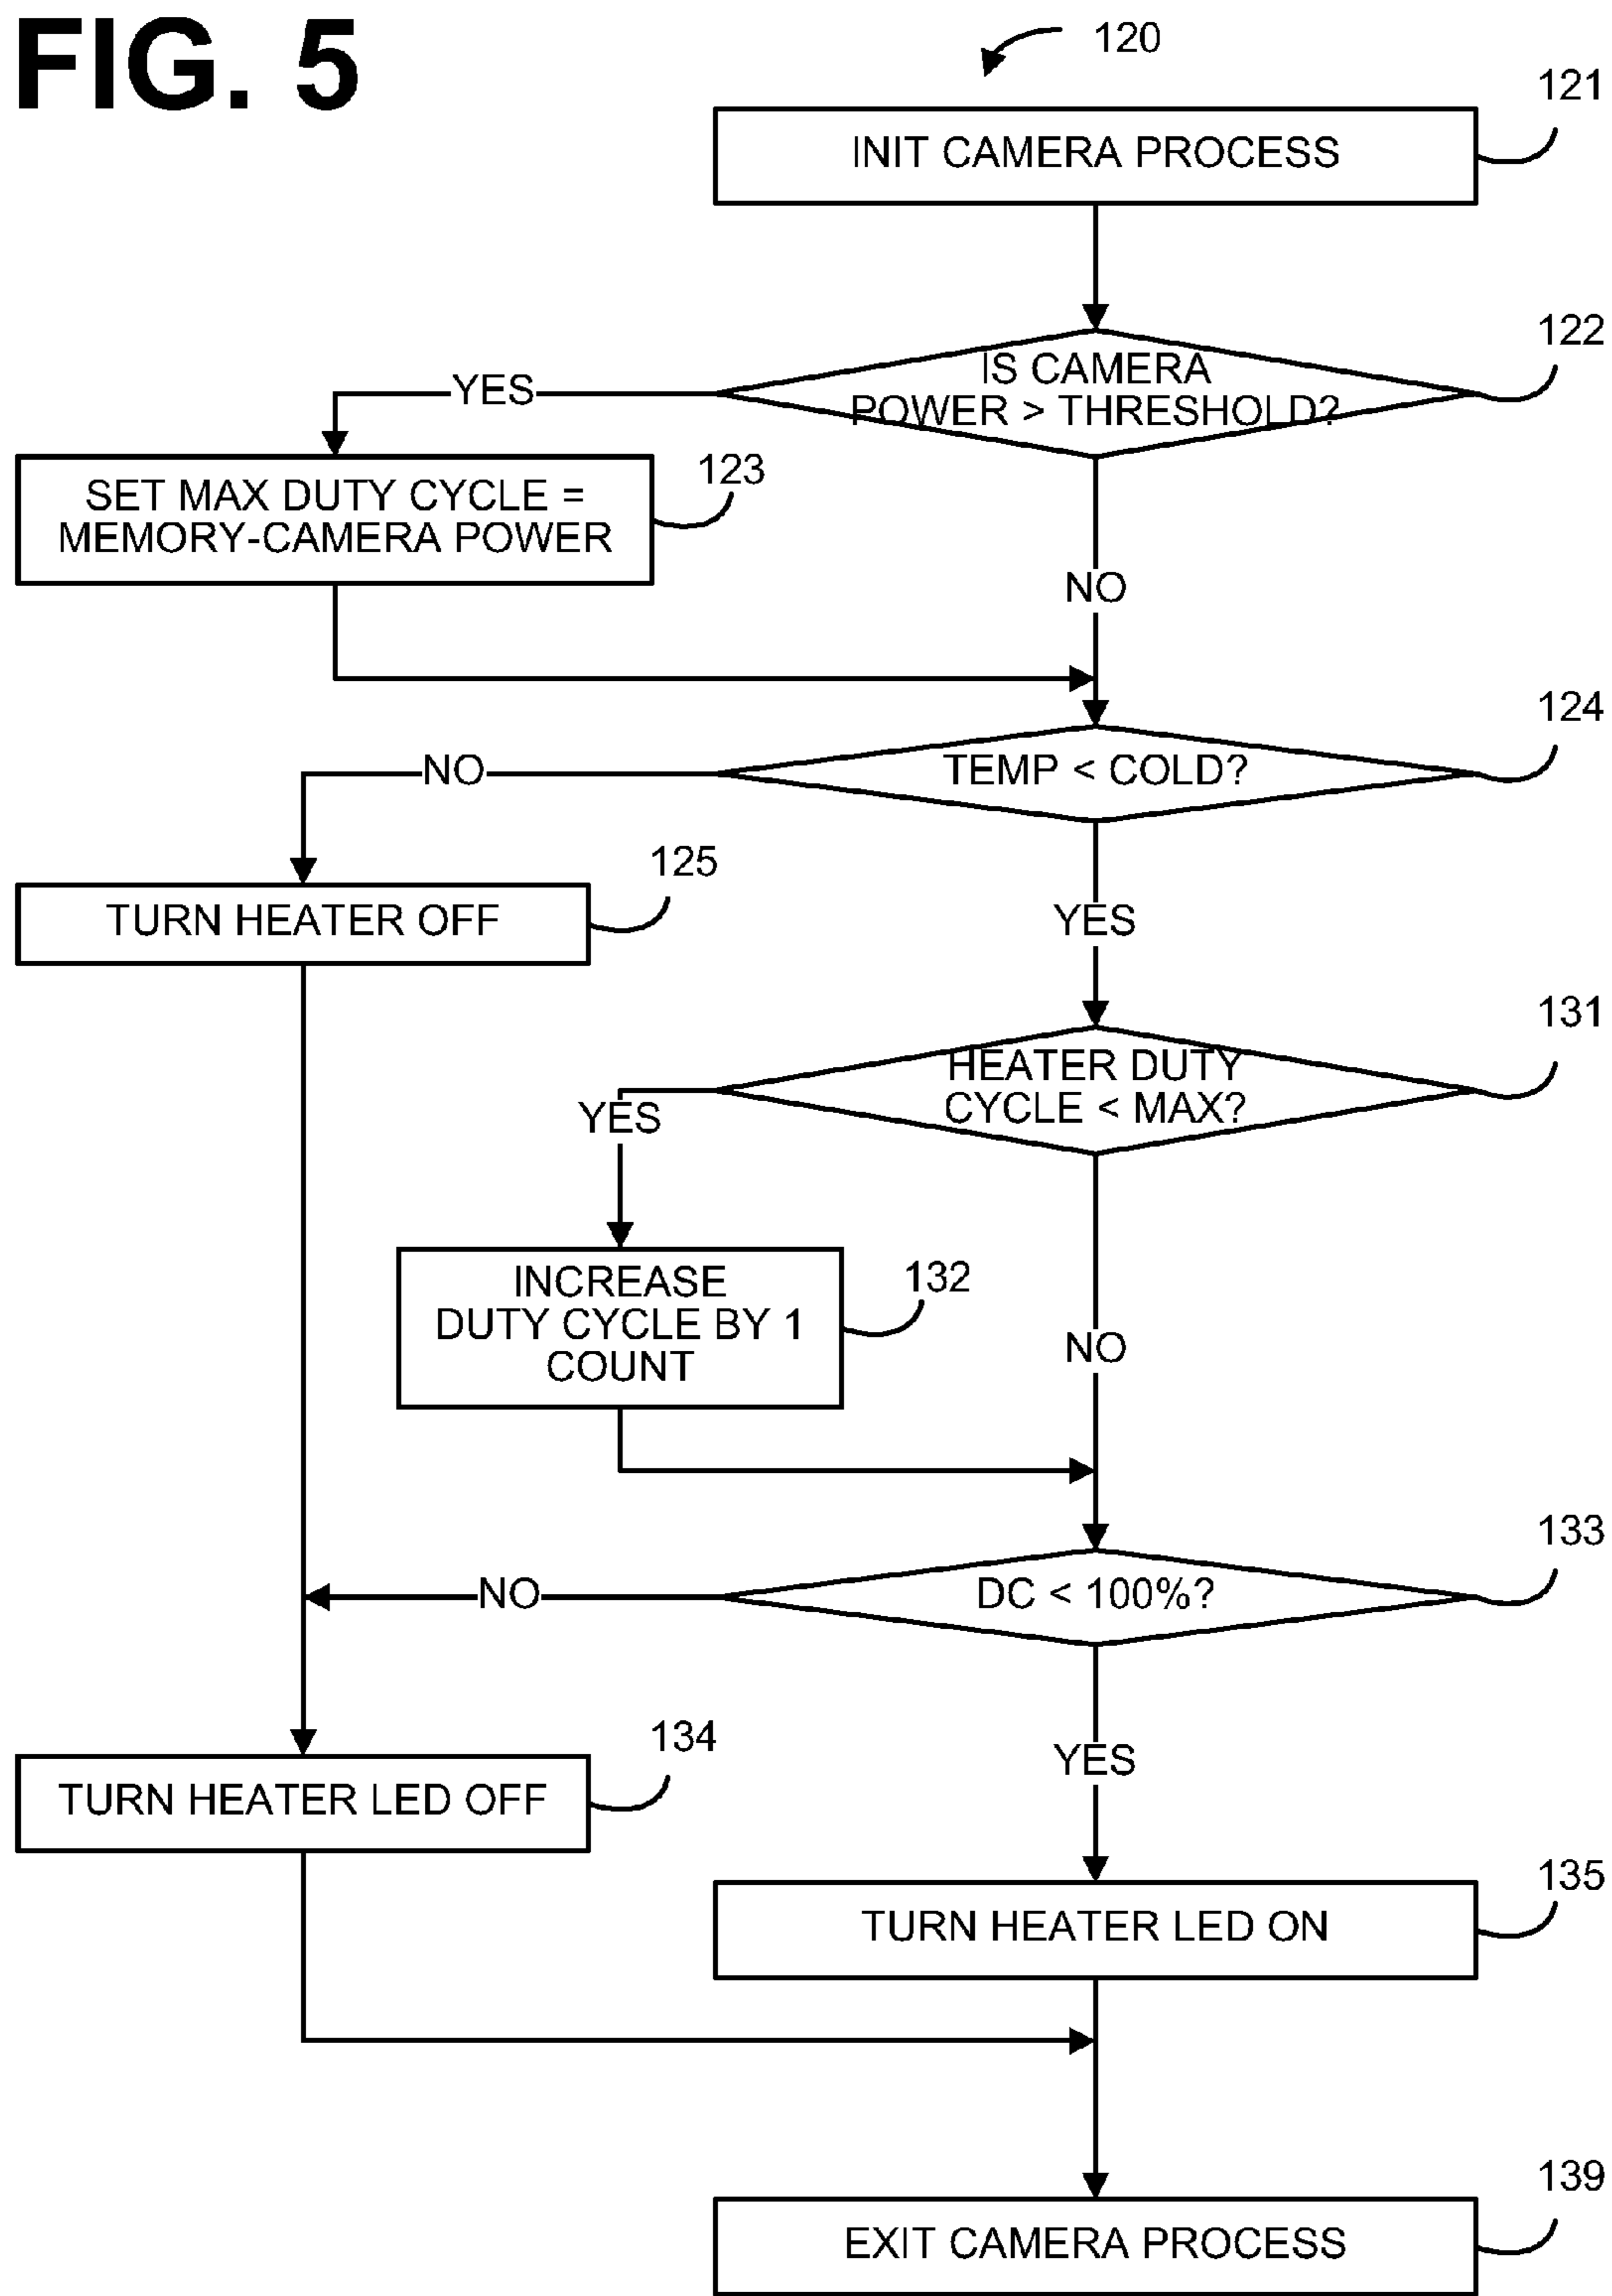 FIG. 5
120
121
INIT CAMERA PROCESS
122
IS CAMERA
POWER > THRESHOLD?
YES
123
SET MAX DUTY CYCLE =
MEMORY-CAMERA POWER
NO
124
TEMP < COLD?
NO
125
TURN HEATER OFF
YES
131
HEATER DUTY
CYCLE < MAX?
YES
132
INCREASE
DUTY CYCLE BY 1
COUNT
NO
133
DC < 100%?
NO
134
TURN HEATER LED OFF
YES
135
TURN HEATER LED ON
139
EXIT CAMERA PROCESS